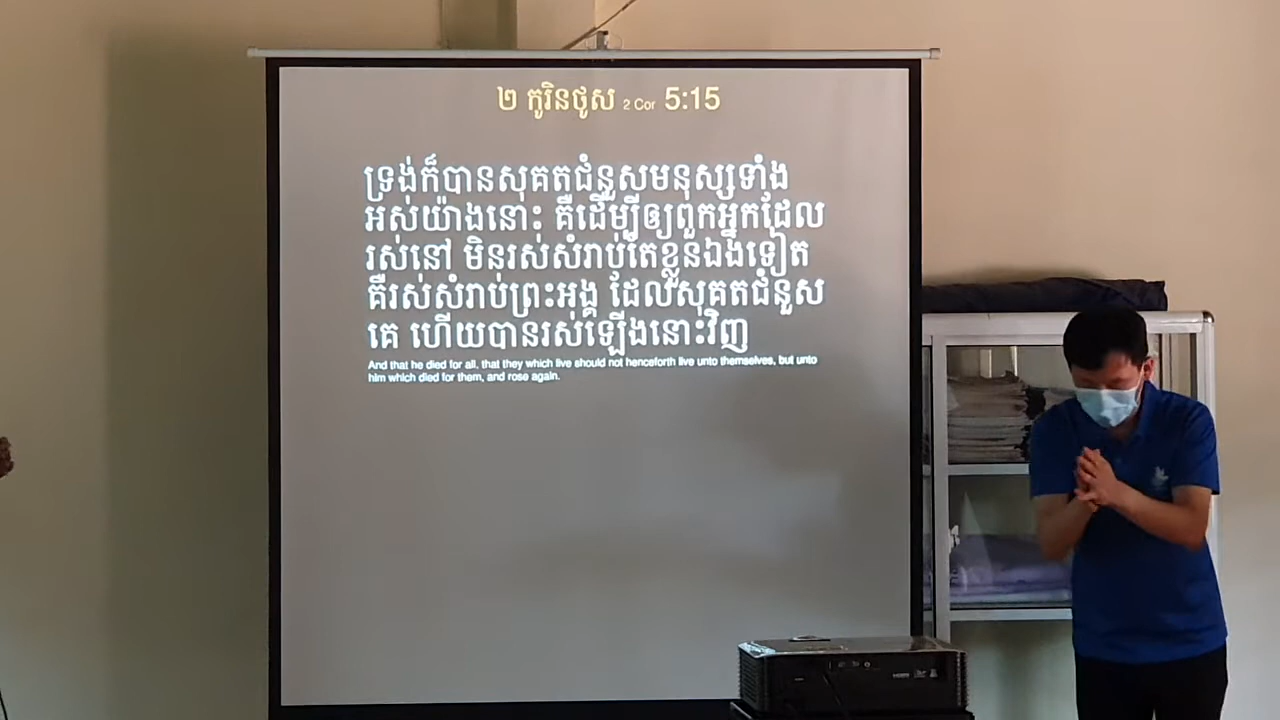 ២ កូរិនថូស 2 Cor 5:15
ទ្រង់ក៏បានសុគតជំនួសមនុស្សទាំង
អស់យ៉ាងនោះ គឺដើម្បីឲ្យពួកអ្នកដែល
រស់នៅ មិនរស់សំរាប់តែខ្លួនឯងទៀត
គឺរស់សំរាប់ព្រះអង្គ ដែលសុគតជំនួស
គេ ហើយបានរស់ឡើងនោះវិញ
And that he died for all, that they which live should not henceforth live unto themselves, but unto
him which died for them, and rose again.